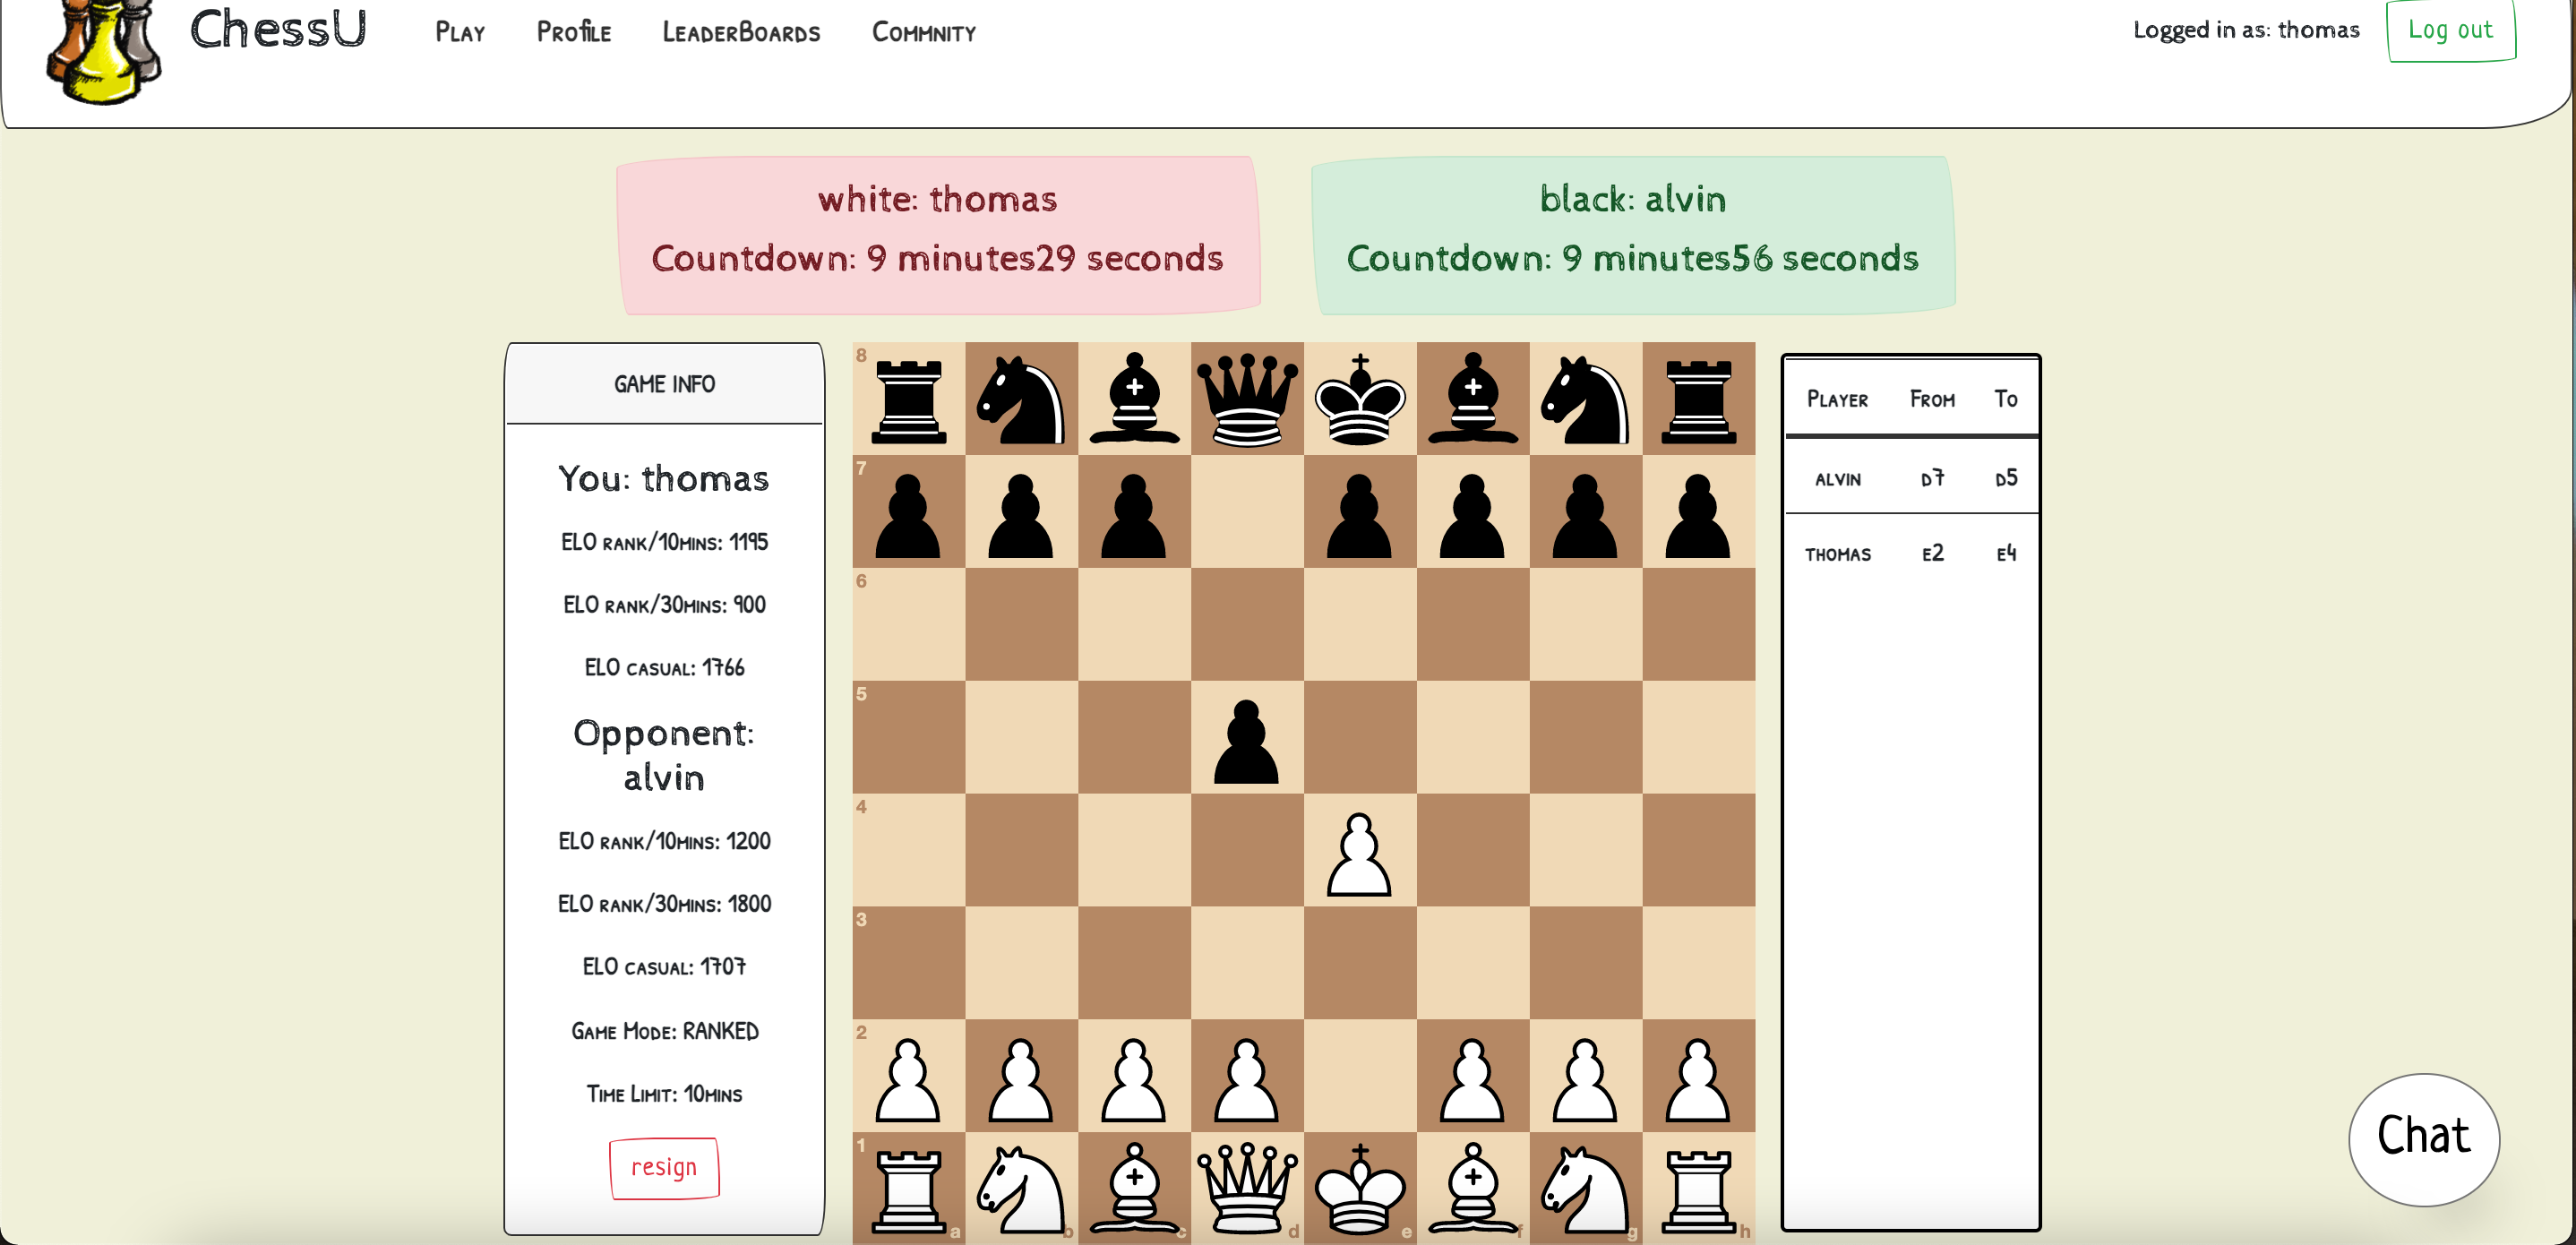 ChessU
Play Profile LeaderBoards Commnity
Logged in as: thomas
Log out
white: thomas
Countdown: 9 minutes29 seconds
black: alvin
Countdown: 9 minutes56 seconds
GAME INFO
You: thomas
ELO rank/10mins: 1195
ELO rank/30mins: 900
ELO casual: 1766
Opponent:
alvin
ELO rank/10mins: 1200
ELO rank/30mins: 1800
ELO casual: 1707
Game Mode: RANKED
Time Limit: 10mins
resign
8
7
6
5
4
3
2
1
a b c d e f g h
Player From To
alvin d7 d5
thomas e2 e4
Chat